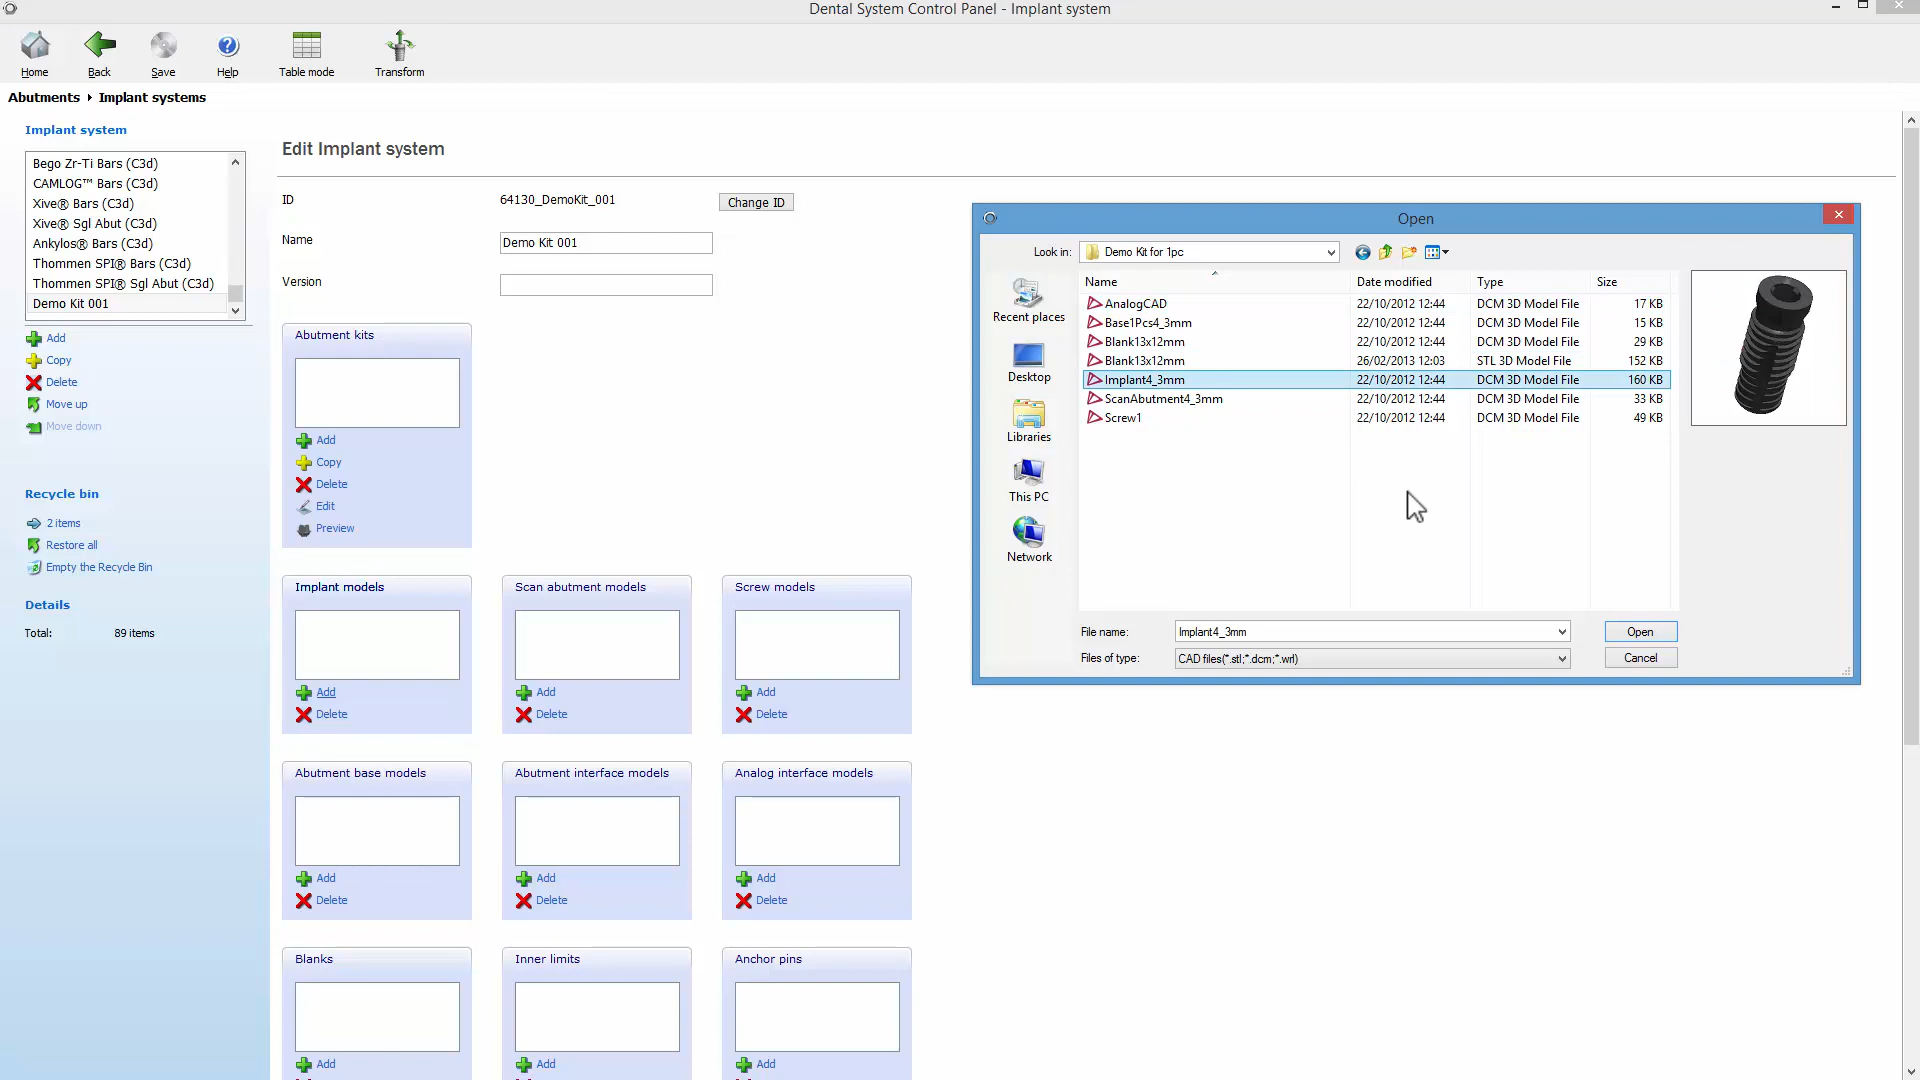 Dental System Control Panel - Implant system
Home
Back
Save
Help
Table mode
Transform
Abutments
Implant systems
Implant system
Bego Zr-Ti Bars (C3d)
CAMLOG™ Bars (C3d)
Xive® Bars (C3d)
Xive® Sgl Abut (C3d)
Ankylos® Bars (C3d)
Thommen SPI® Bars (C3d)
Thommen SPI® Sgl Abut (C3d)
Demo Kit 001
Add
Copy
Delete
Move up
Move down
Recycle bin
2 items
Restore all
Empty the Recycle Bin
Details
Total: 89 items
Edit Implant system
ID 64130_DemoKit_001 Change ID
Name Demo Kit 001
Version
Abutment kits
Add
Copy
Delete
Edit
Preview
Implant models
Add
Delete
Scan abutment models
Add
Delete
Screw models
Add
Delete
Abutment base models
Add
Delete
Abutment interface models
Add
Delete
Analog interface models
Add
Delete
Blanks
Add
Inner limits
Add
Anchor pins
Add
Open
Look in: Demo Kit for 1pc
Recent places
Desktop
Libraries
This PC
Network
Name Date modified Type Size
AnalogCAD 22/10/2012 12:44 DCM 3D Model File 17 KB
Base1Pcs4_3mm 22/10/2012 12:44 DCM 3D Model File 15 KB
Blank13x12mm 22/10/2012 12:44 DCM 3D Model File 29 KB
Blank13x12mm 26/02/2013 12:03 STL 3D Model File 152 KB
Implant4_3mm 22/10/2012 12:44 DCM 3D Model File 160 KB
ScanAbutment4_3mm 22/10/2012 12:44 DCM 3D Model File 33 KB
Screw1 22/10/2012 12:44 DCM 3D Model File 49 KB
File name: Implant4_3mm Open
Files of type: CAD files(*.stl;*.dcm;*.wrl) Cancel